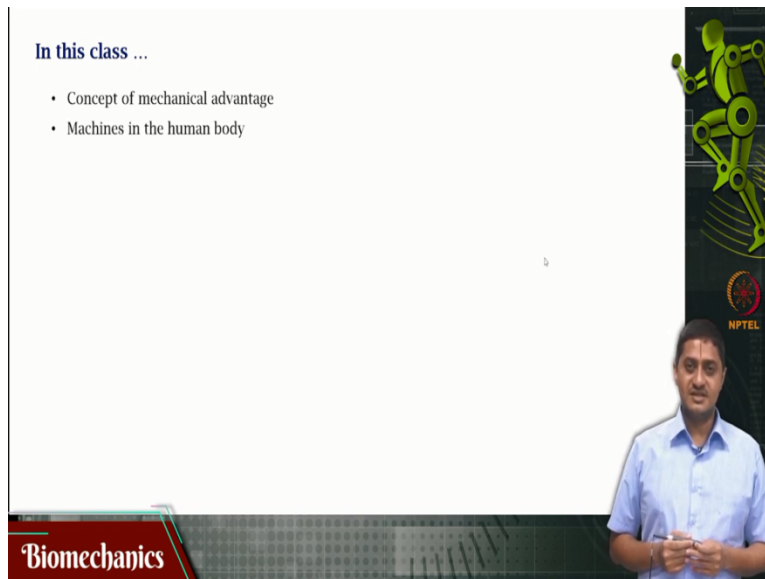 In this class ...
• Concept of mechanical advantage
• Machines in the human body
NPTEL
Biomechanics